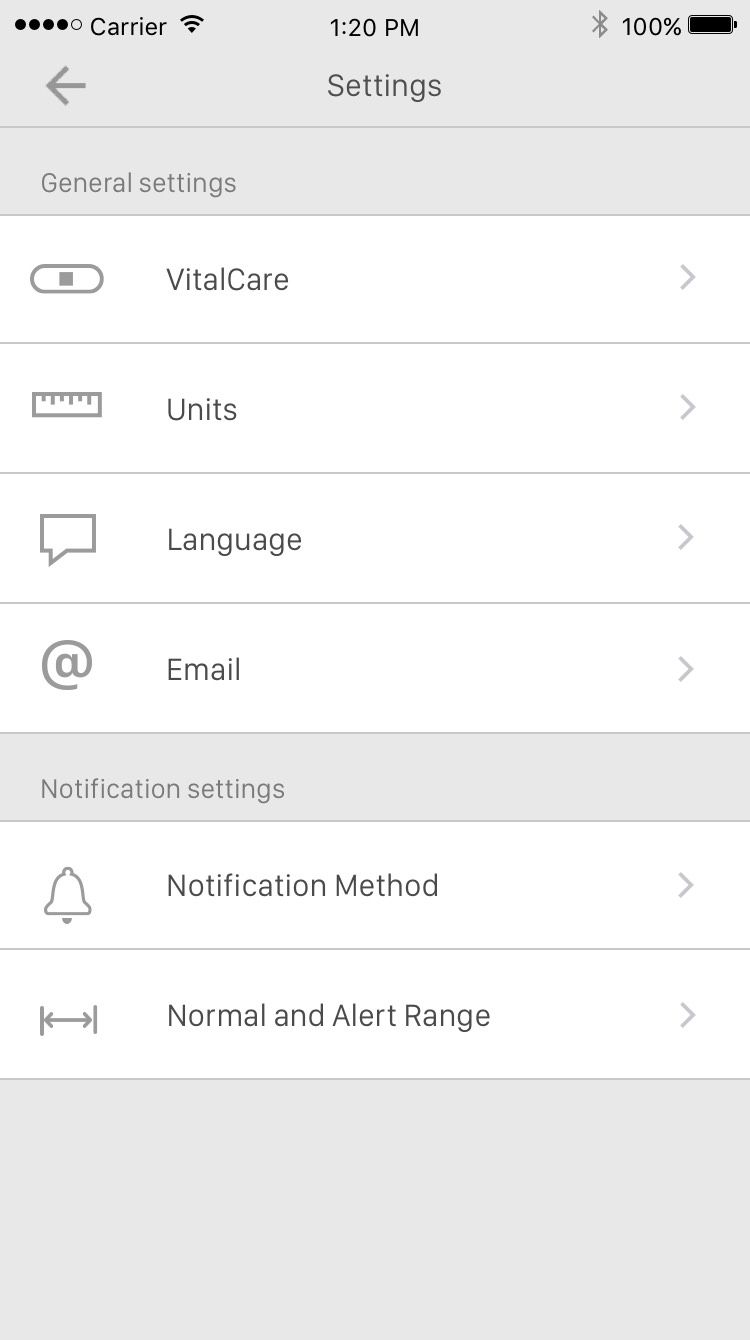 Carrier 1:20 PM 100%
Settings
General settings
VitalCare
Units
Language
@ Email
Notification settings
Notification Method
Normal and Alert Range